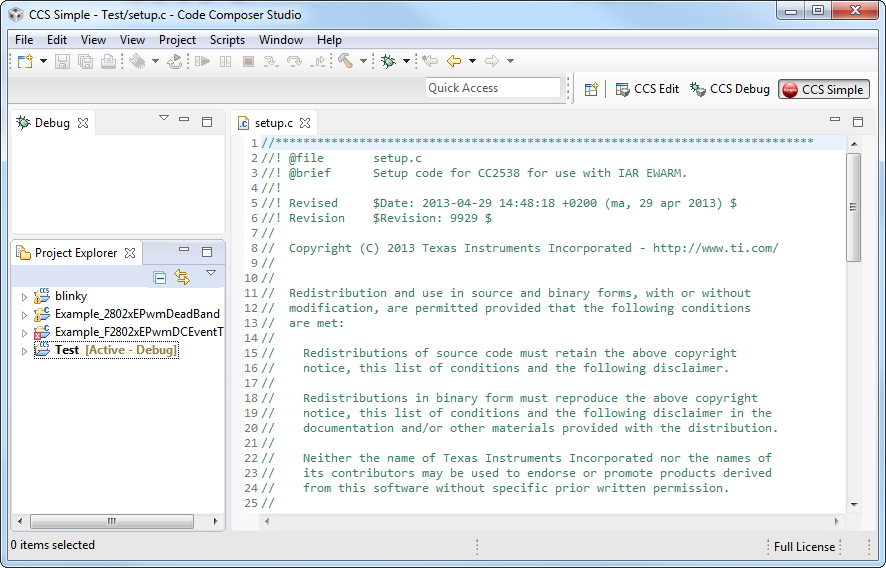 CCS Simple - Test/setup.c - Code Composer Studio
File Edit View View Project Scripts Window Help
Quick Access
CCS Edit CCS Debug CCS Simple
Debug
setup.c
1 //*****************************************************************************
2 //! @file       setup.c
3 //! @brief      Setup code for CC2538 for use with IAR EWARM.
4 //!
5 //! Revised     $Date: 2013-04-29 14:48:18 +0200 (ma, 29 apr 2013) $
6 //! Revision    $Revision: 9929 $
7 //
8 //  Copyright (C) 2013 Texas Instruments Incorporated - http://www.ti.com/
9 //
10 //
11 //  Redistribution and use in source and binary forms, with or without
12 //  modification, are permitted provided that the following conditions
13 //  are met:
14 //
15 //    Redistributions of source code must retain the above copyright
16 //    notice, this list of conditions and the following disclaimer.
17 //
18 //    Redistributions in binary form must reproduce the above copyright
19 //    notice, this list of conditions and the following disclaimer in the
20 //    documentation and/or other materials provided with the distribution.
21 //
22 //    Neither the name of Texas Instruments Incorporated nor the names of
23 //    its contributors may be used to endorse or promote products derived
24 //    from this software without specific prior written permission.
25 //
Project Explorer
blinky
Example_2802xEPwmDeadBand
Example_F2802xEPwmDCEventT
Test [Active - Debug]
0 items selected
Full License